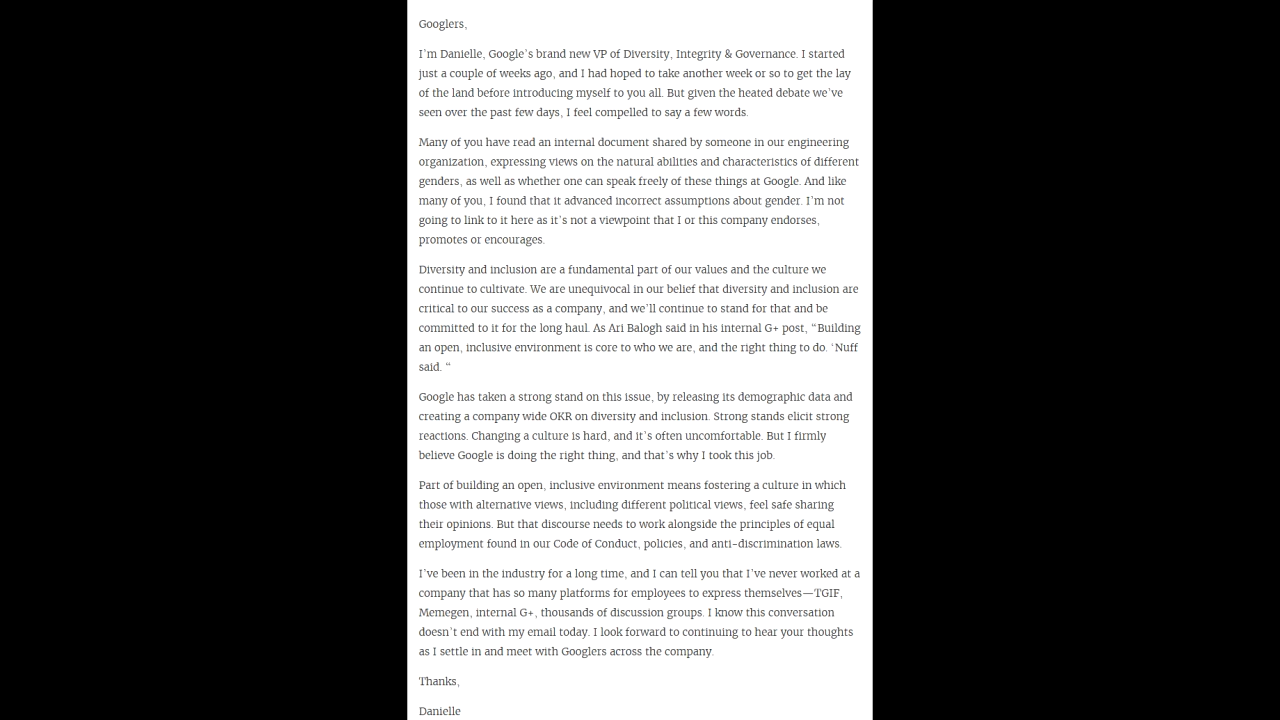 Googlers,
I'm Danielle, Google's brand new VP of Diversity, Integrity & Governance. I started
just a couple of weeks ago, and I had hoped to take another week or so to get the lay
of the land before introducing myself to you all. But given the heated debate we've
seen over the past few days, I feel compelled to say a few words.
Many of you have read an internal document shared by someone in our engineering
organization, expressing views on the natural abilities and characteristics of different
genders, as well as whether one can speak freely of these things at Google. And like
many of you, I found that it advanced incorrect assumptions about gender. I'm not
going to link to it here as it's not a viewpoint that I or this company endorses,
promotes or encourages.
Diversity and inclusion are a fundamental part of our values and the culture we
continue to cultivate. We are unequivocal in our belief that diversity and inclusion are
critical to our success as a company, and we'll continue to stand for that and be
committed to it for the long haul. As Ari Balogh said in his internal G+ post, “Building
an open, inclusive environment is core to who we are, and the right thing to do. ‘Nuff
said. “
Google has taken a strong stand on this issue, by releasing its demographic data and
creating a company wide OKR on diversity and inclusion. Strong stands elicit strong
reactions. Changing a culture is hard, and it's often uncomfortable. But I firmly
believe Google is doing the right thing, and that's why I took this job.
Part of building an open, inclusive environment means fostering a culture in which
those with alternative views, including different political views, feel safe sharing
their opinions. But that discourse needs to work alongside the principles of equal
employment found in our Code of Conduct, policies, and anti-discrimination laws.
I've been in the industry for a long time, and I can tell you that I've never worked at a
company that has so many platforms for employees to express themselves—TGIF,
Memegen, internal G+, thousands of discussion groups. I know this conversation
doesn't end with my email today. I look forward to continuing to hear your thoughts
as I settle in and meet with Googlers across the company.
Thanks,
Danielle